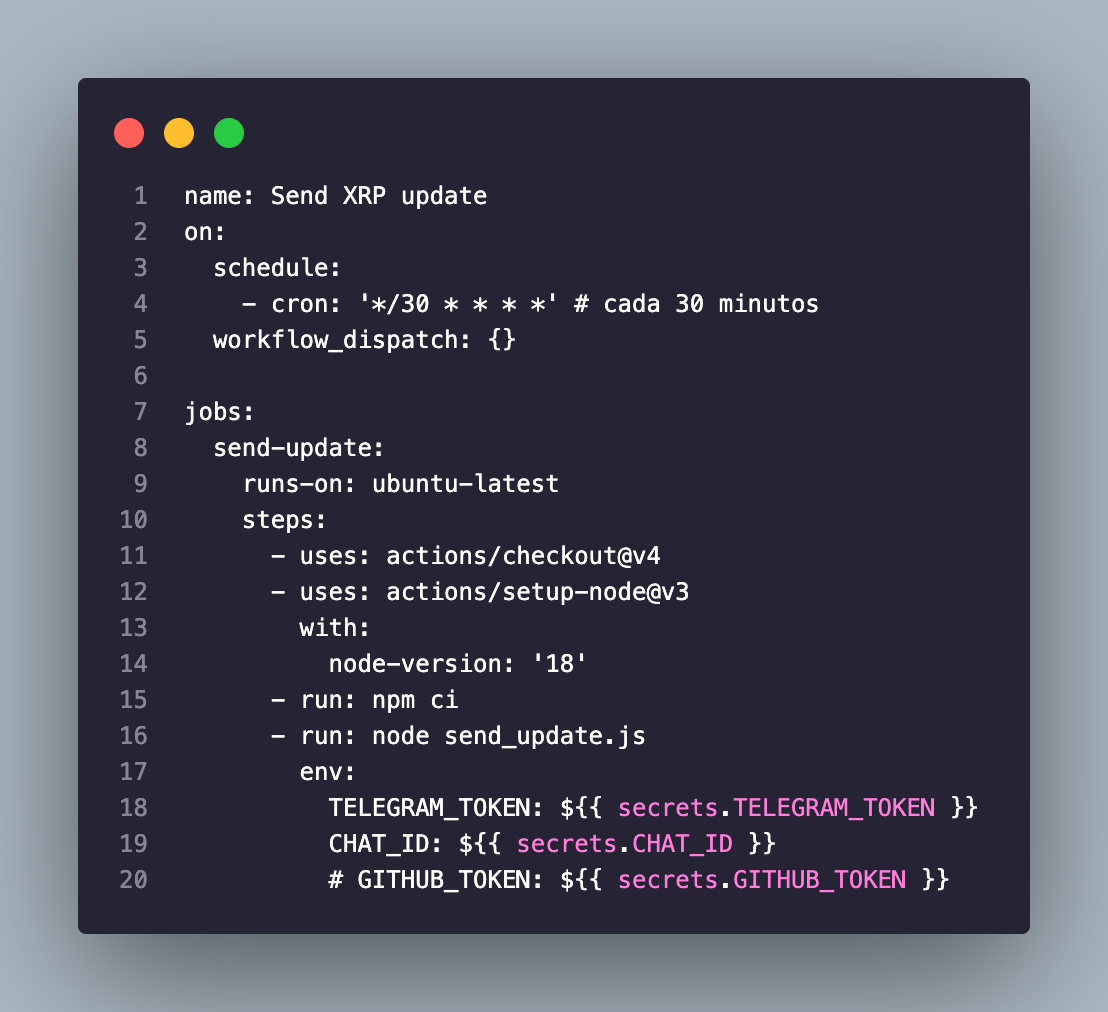 1 name: Send XRP update
2 on:
3   schedule:
4     - cron: '*/30 * * * *' # cada 30 minutos
5   workflow_dispatch: {}
6
7 jobs:
8   send-update:
9     runs-on: ubuntu-latest
10     steps:
11       - uses: actions/checkout@v4
12       - uses: actions/setup-node@v3
13         with:
14           node-version: '18'
15       - run: npm ci
16       - run: node send_update.js
17         env:
18           TELEGRAM_TOKEN: ${{ secrets.TELEGRAM_TOKEN }}
19           CHAT_ID: ${{ secrets.CHAT_ID }}
20           # GITHUB_TOKEN: ${{ secrets.GITHUB_TOKEN }}